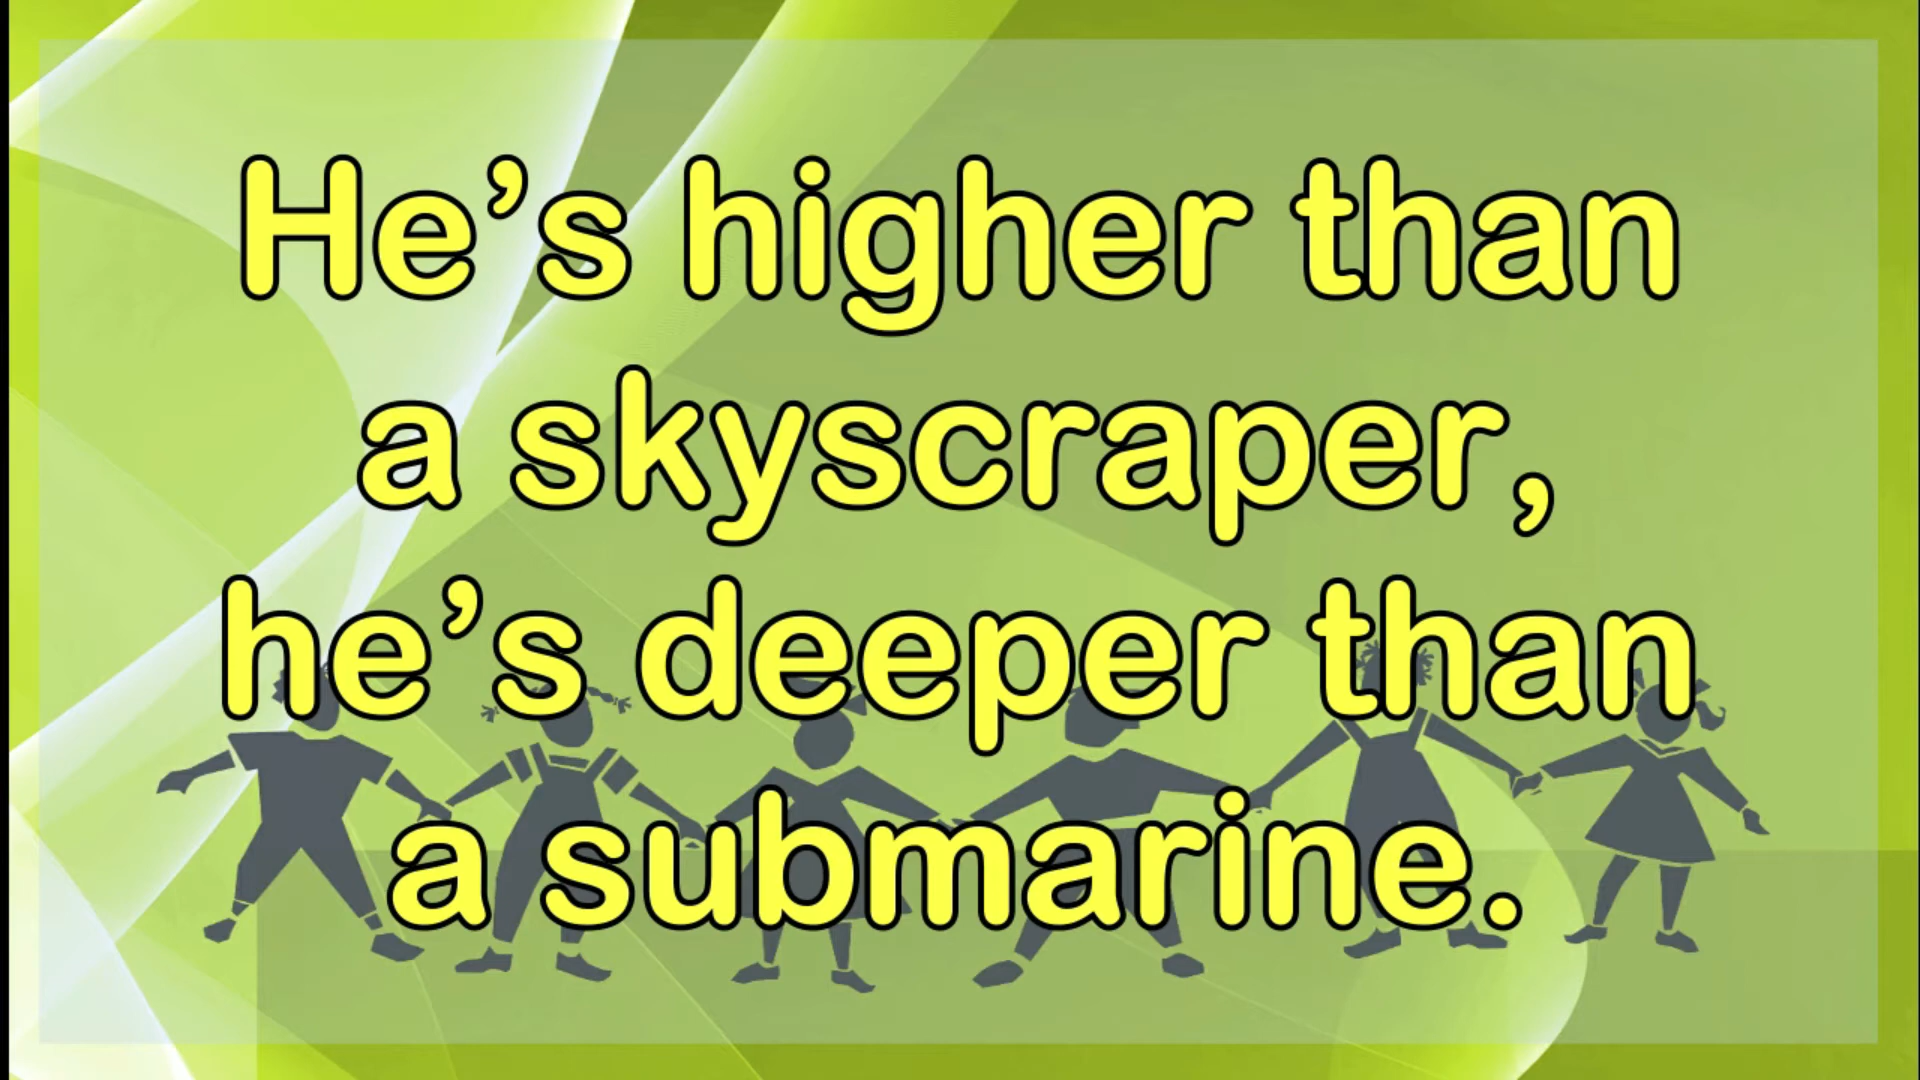 He’s higher than
a skyscraper,
he’s deeper than
a submarine.